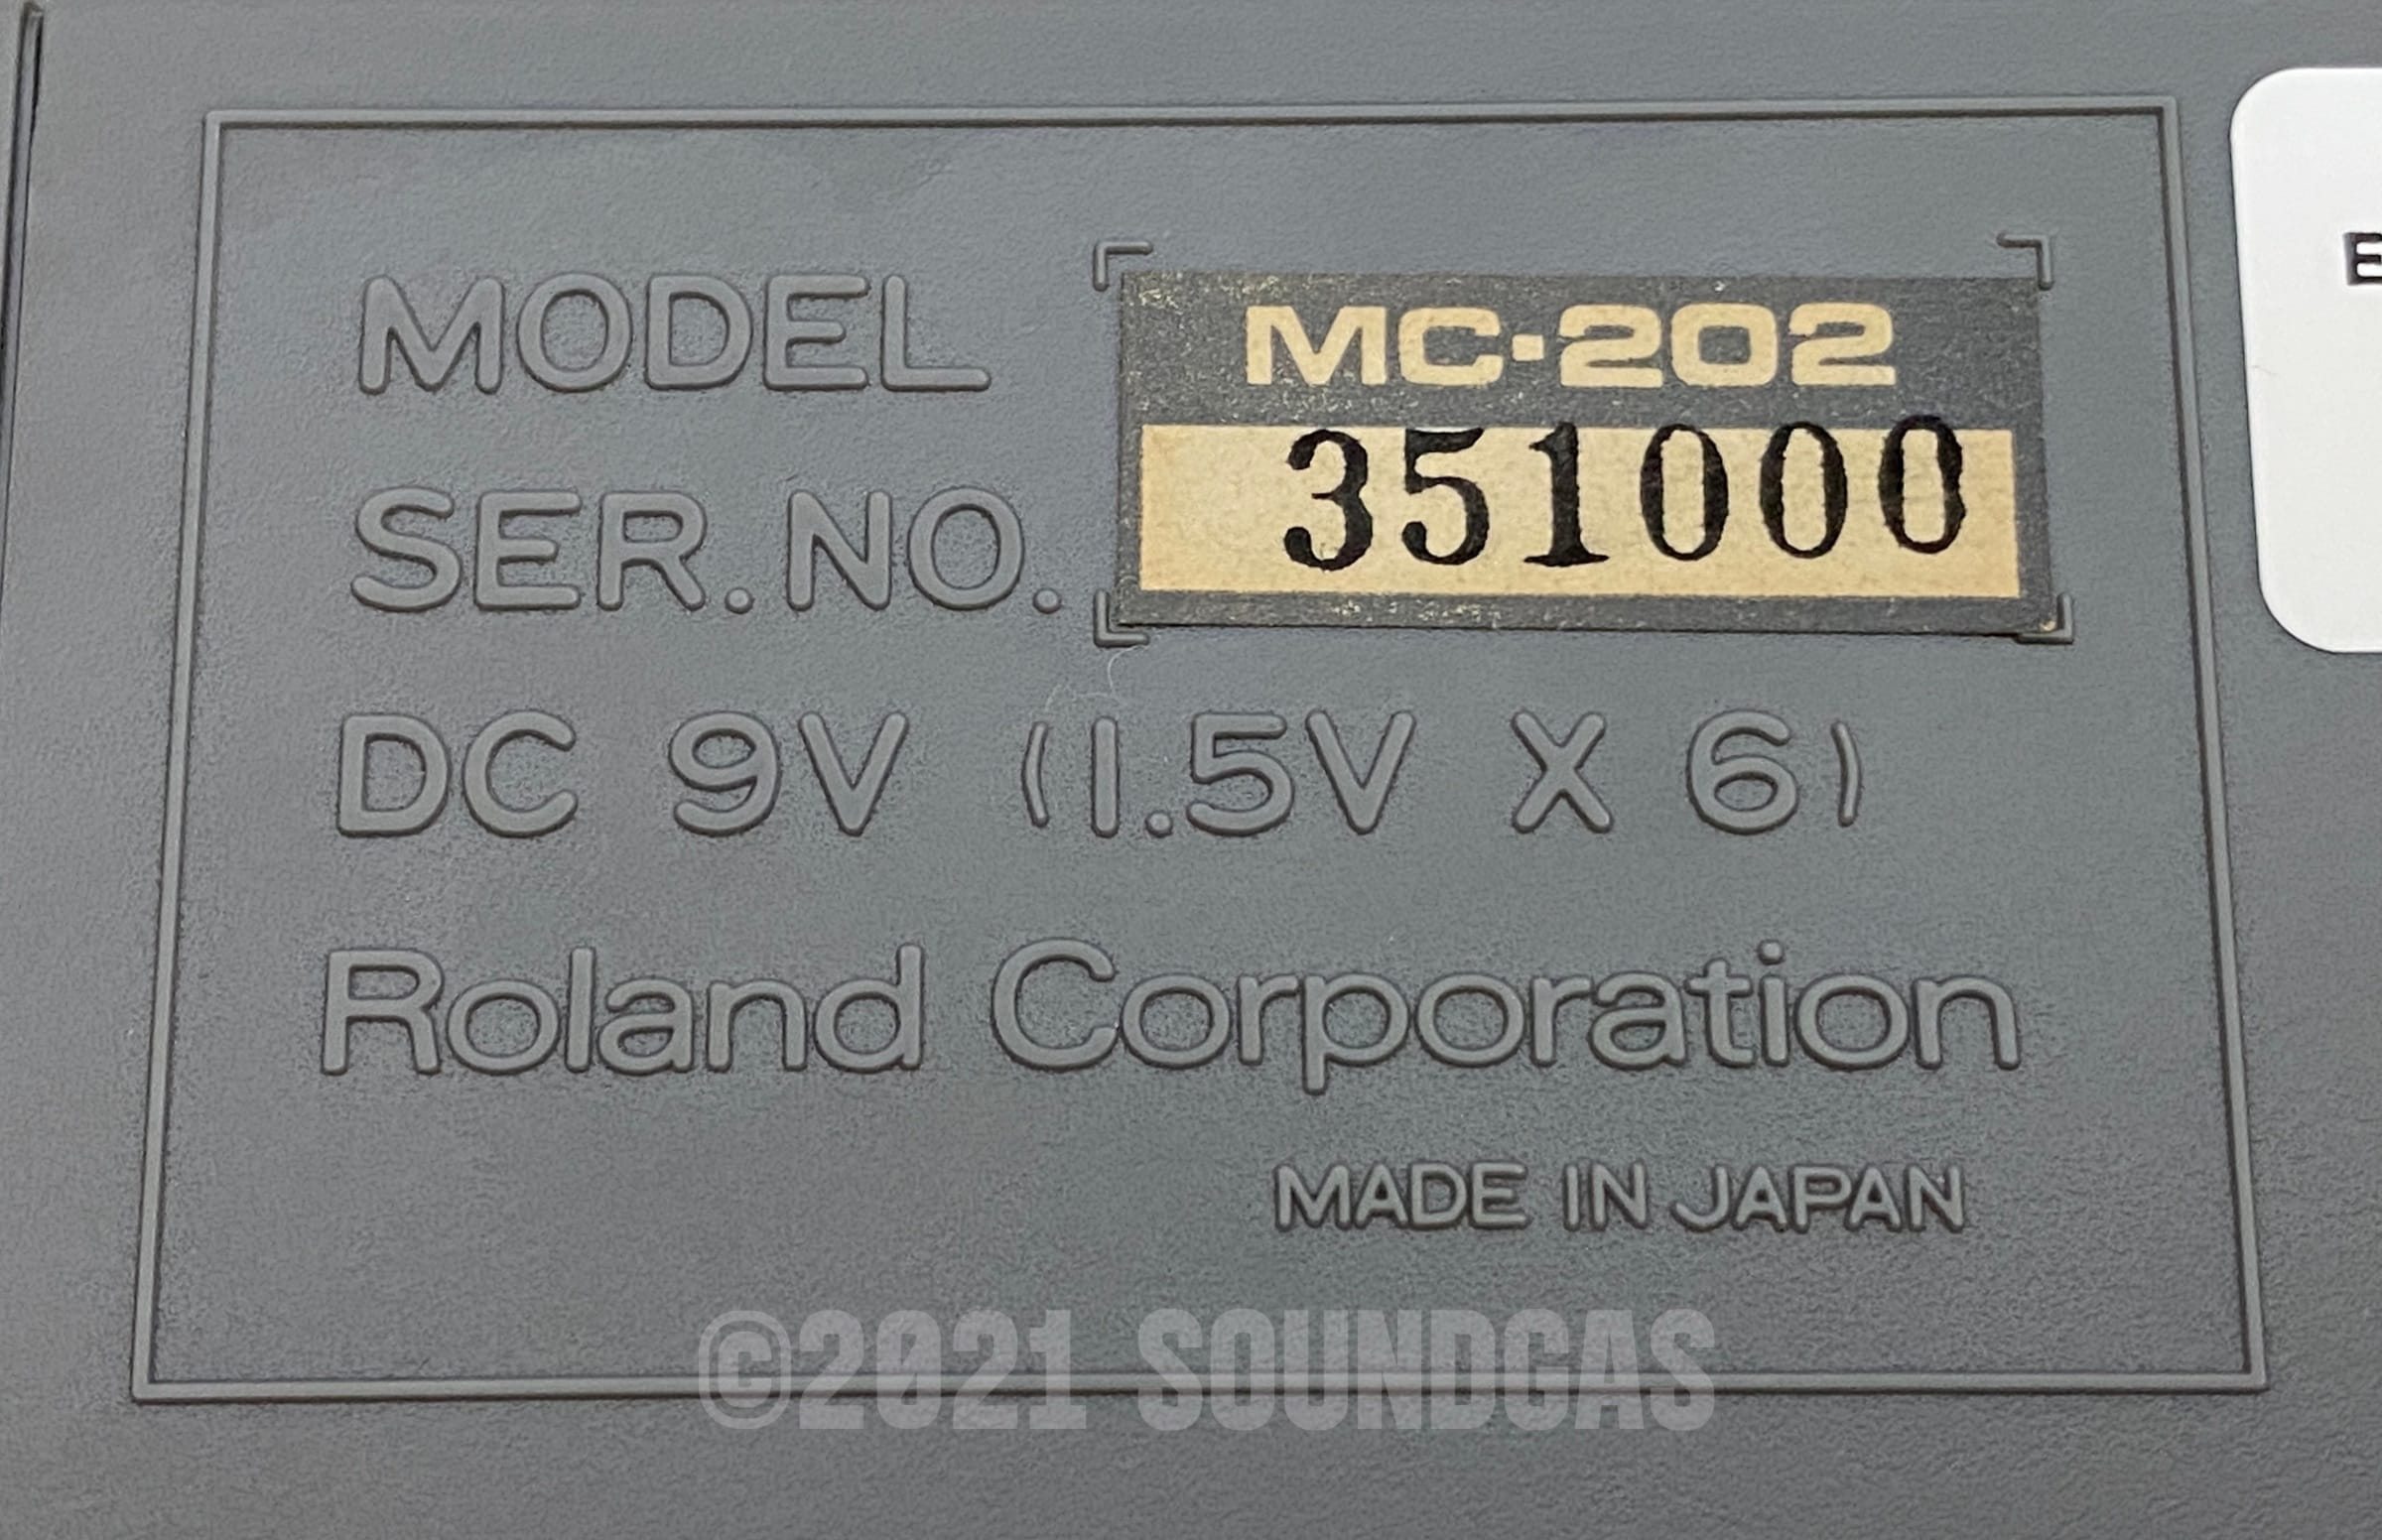 MODEL MC-202
SER.NO. 351000
DC 9V (1.5V X 6)
Roland Corporation
MADE IN JAPAN
©2021 SOUNDGAS